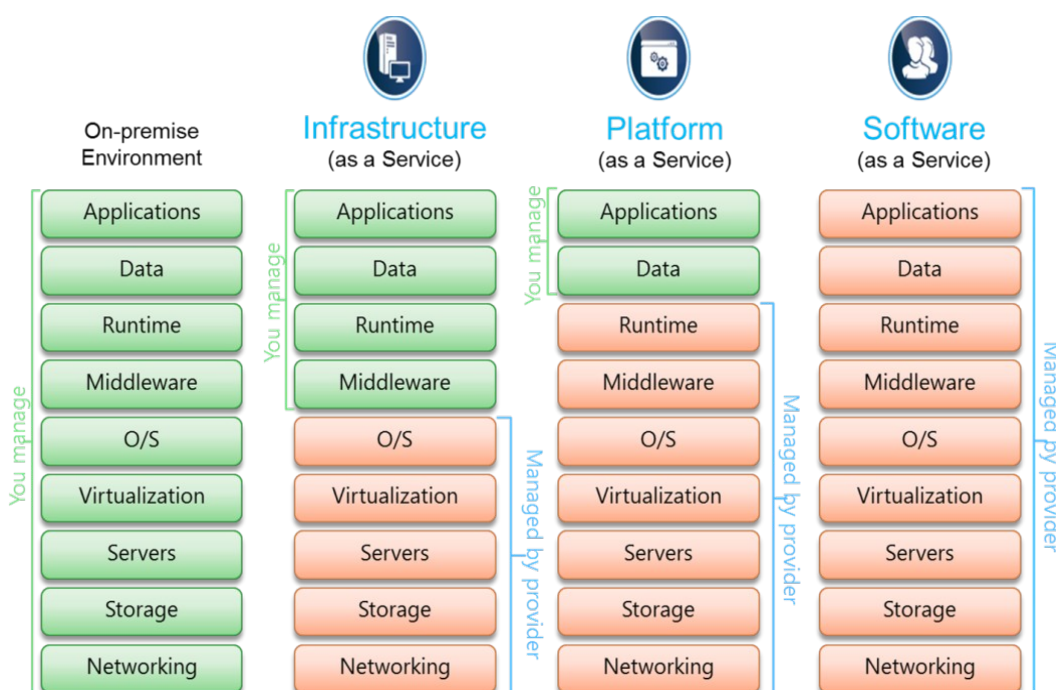 On-premise
Environment
You manage
Applications
Data
Runtime
Middleware
O/S
Virtualization
Servers
Storage
Networking
Infrastructure
(as a Service)
You manage
Applications
Data
Runtime
Middleware
O/S
Virtualization
Servers
Storage
Networking
Managed by provider
Platform
(as a Service)
You manage
Applications
Data
Runtime
Middleware
O/S
Virtualization
Servers
Storage
Networking
Managed by provider
Software
(as a Service)
Applications
Data
Runtime
Middleware
O/S
Virtualization
Servers
Storage
Networking
Managed by provider